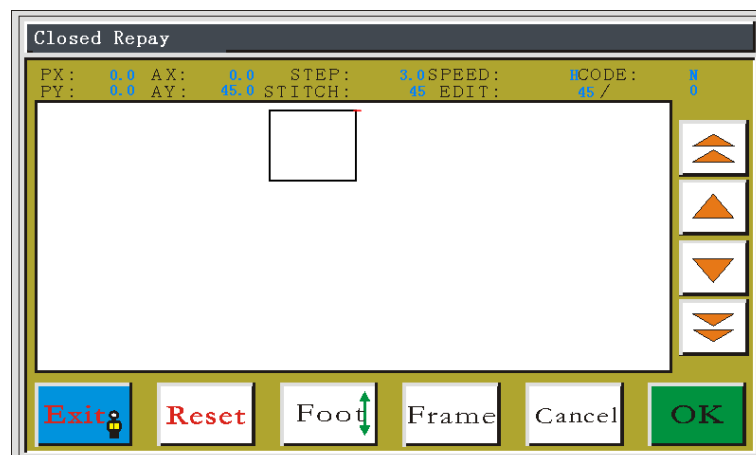 Closed Repay
PX: 0.0 AX: 0.0 STEP: 3.0 SPEED: H CODE: N
PY: 0.0 AY: 45.0 STITCH: 45 EDIT: 45 / 0
Exit Reset Foot Frame Cancel OK